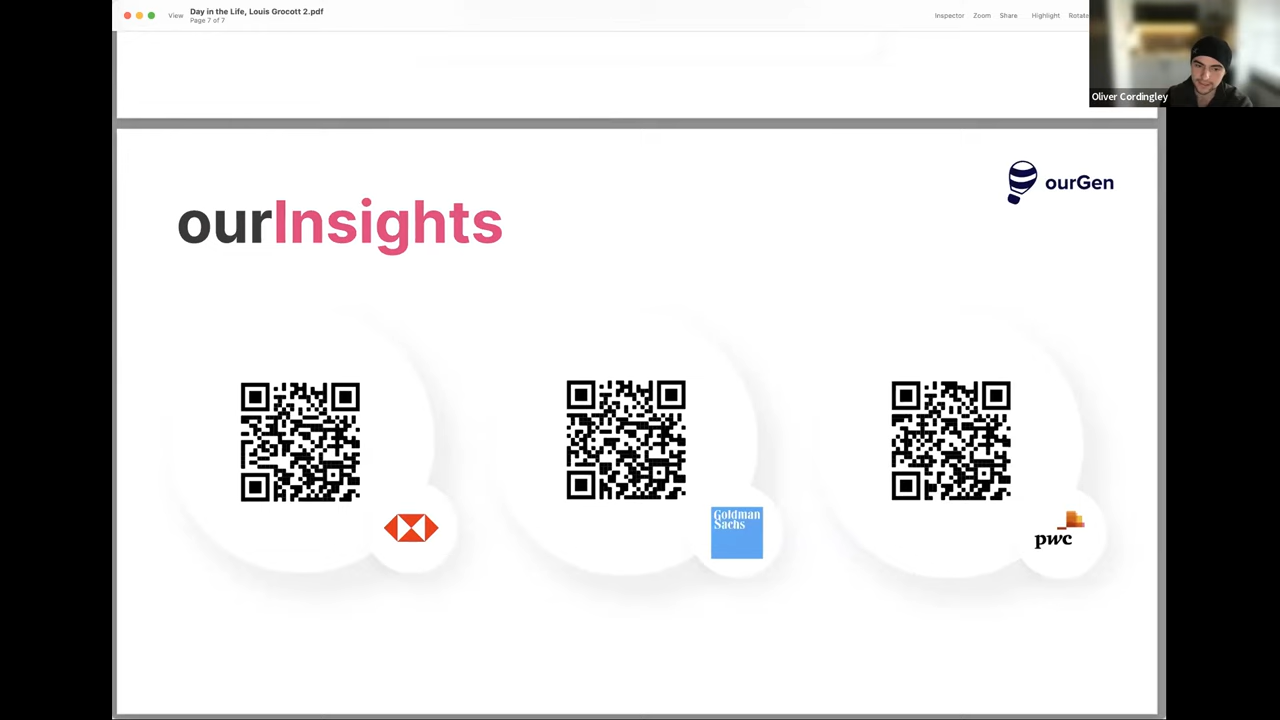 View
Day in the Life, Louis Grocott 2.pdf
Page 7 of 7
Inspector
Zoom
Share
Highlight
Rotate
Oliver Cordingley
ourGen
ourInsights
Goldman
Sachs
pwc